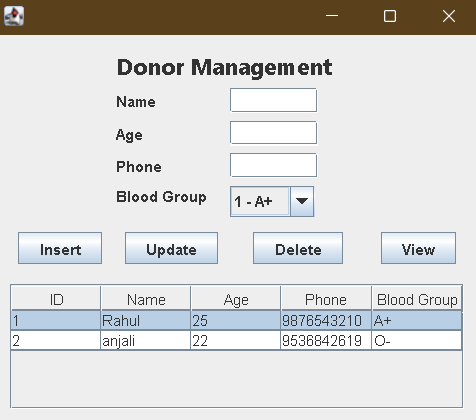 Donor Management
Name
Age
Phone
Blood Group 1 - A+
Insert Update Delete View
ID Name Age Phone Blood Group
1 Rahul 25 9876543210 A+
2 anjali 22 9536842619 O-